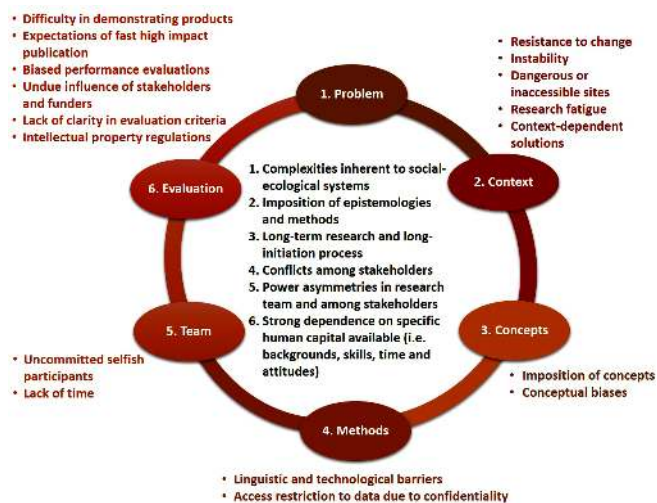 • Difficulty in demonstrating products
• Expectations of fast high impact
publication
• Biased performance evaluations
• Undue influence of stakeholders
and funders
• Lack of clarity in evaluation criteria
• Intellectual property regulations
1. Problem
• Resistance to change
• Instability
• Dangerous or
inaccessible sites
• Research fatigue
• Context-dependent
solutions
2. Context
6. Evaluation
1. Complexities inherent to social-
ecological systems
2. Imposition of epistemologies
and methods
3. Long-term research and long-
initiation process
4. Conflicts among stakeholders
5. Power asymmetries in research
team and among stakeholders
6. Strong dependence on specific
human capital available (i.e.
backgrounds, skills, time and
attitudes)
5. Team
• Uncommitted selfish
participants
• Lack of time
3. Concepts
• Imposition of concepts
• Conceptual biases
4. Methods
• Linguistic and technological barriers
• Access restriction to data due to confidentiality